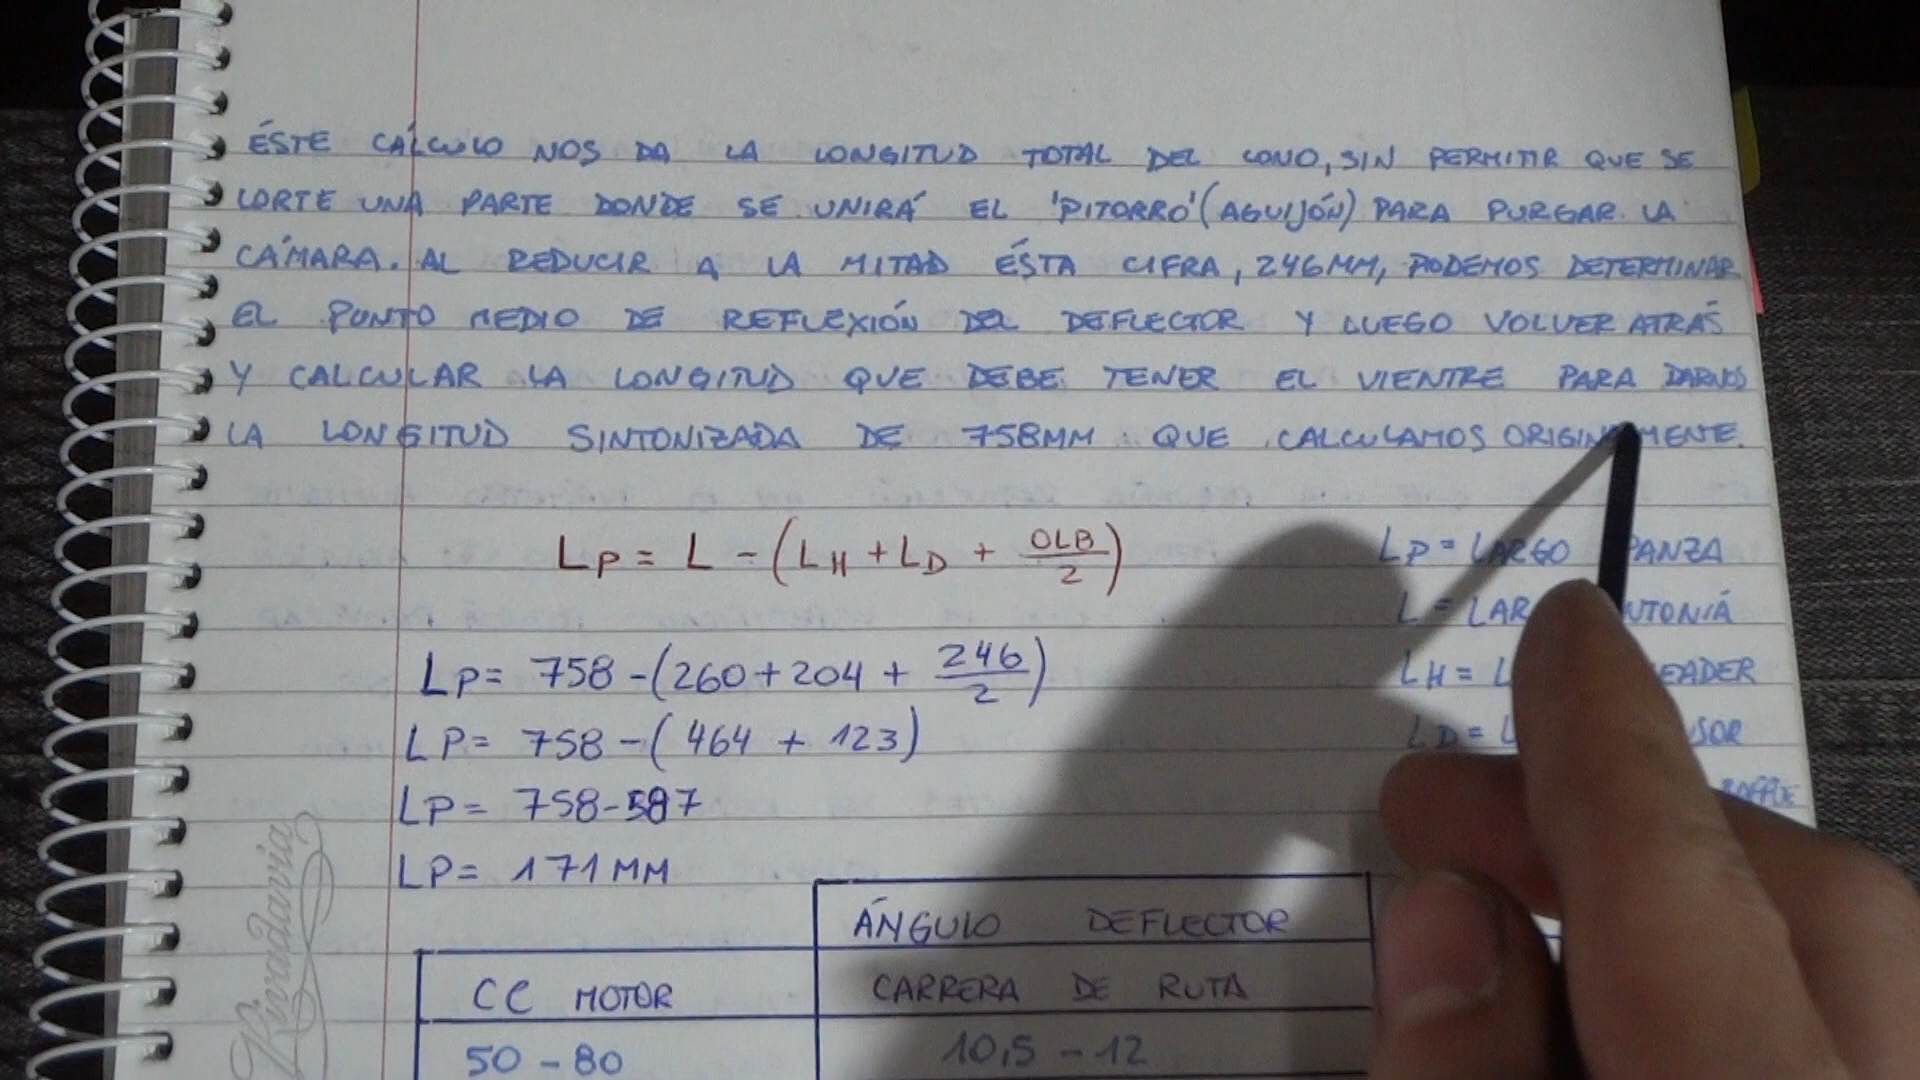 ÉSTE CÁLCULO NOS DA LA LONGITUD TOTAL DEL CONO, SIN PERMITIR QUE SE
CORTE UNA PARTE DONDE SE UNIRÁ EL 'PITORRO' (AGUIJÓN) PARA PURGAR LA
CÁMARA. AL REDUCIR A LA MITAD ÉSTA CIFRA, 246MM, PODEMOS DETERMINAR
EL PUNTO MEDIO DE REFLEXIÓN DEL DEFLECTOR Y LUEGO VOLVER ATRÁS
Y CALCULAR LA LONGITUD QUE DEBE TENER EL VIENTRE PARA DARNOS
LA LONGITUD SINTONIZADA DE 758MM QUE CALCULAMOS
LP = L - (LH + LD + OLB/2)
LP = LARGO PANZA
L =
LP = 758 - (260 + 204 + 246/2)
LH =
LP = 758 - (464 + 123)
LD =
LP = 758 - 587
LP = 171 MM
ÁNGULO DEFLECTOR
CC MOTOR CARRERA DE RUTA
50 - 80 10,5 - 12
Rivadavia